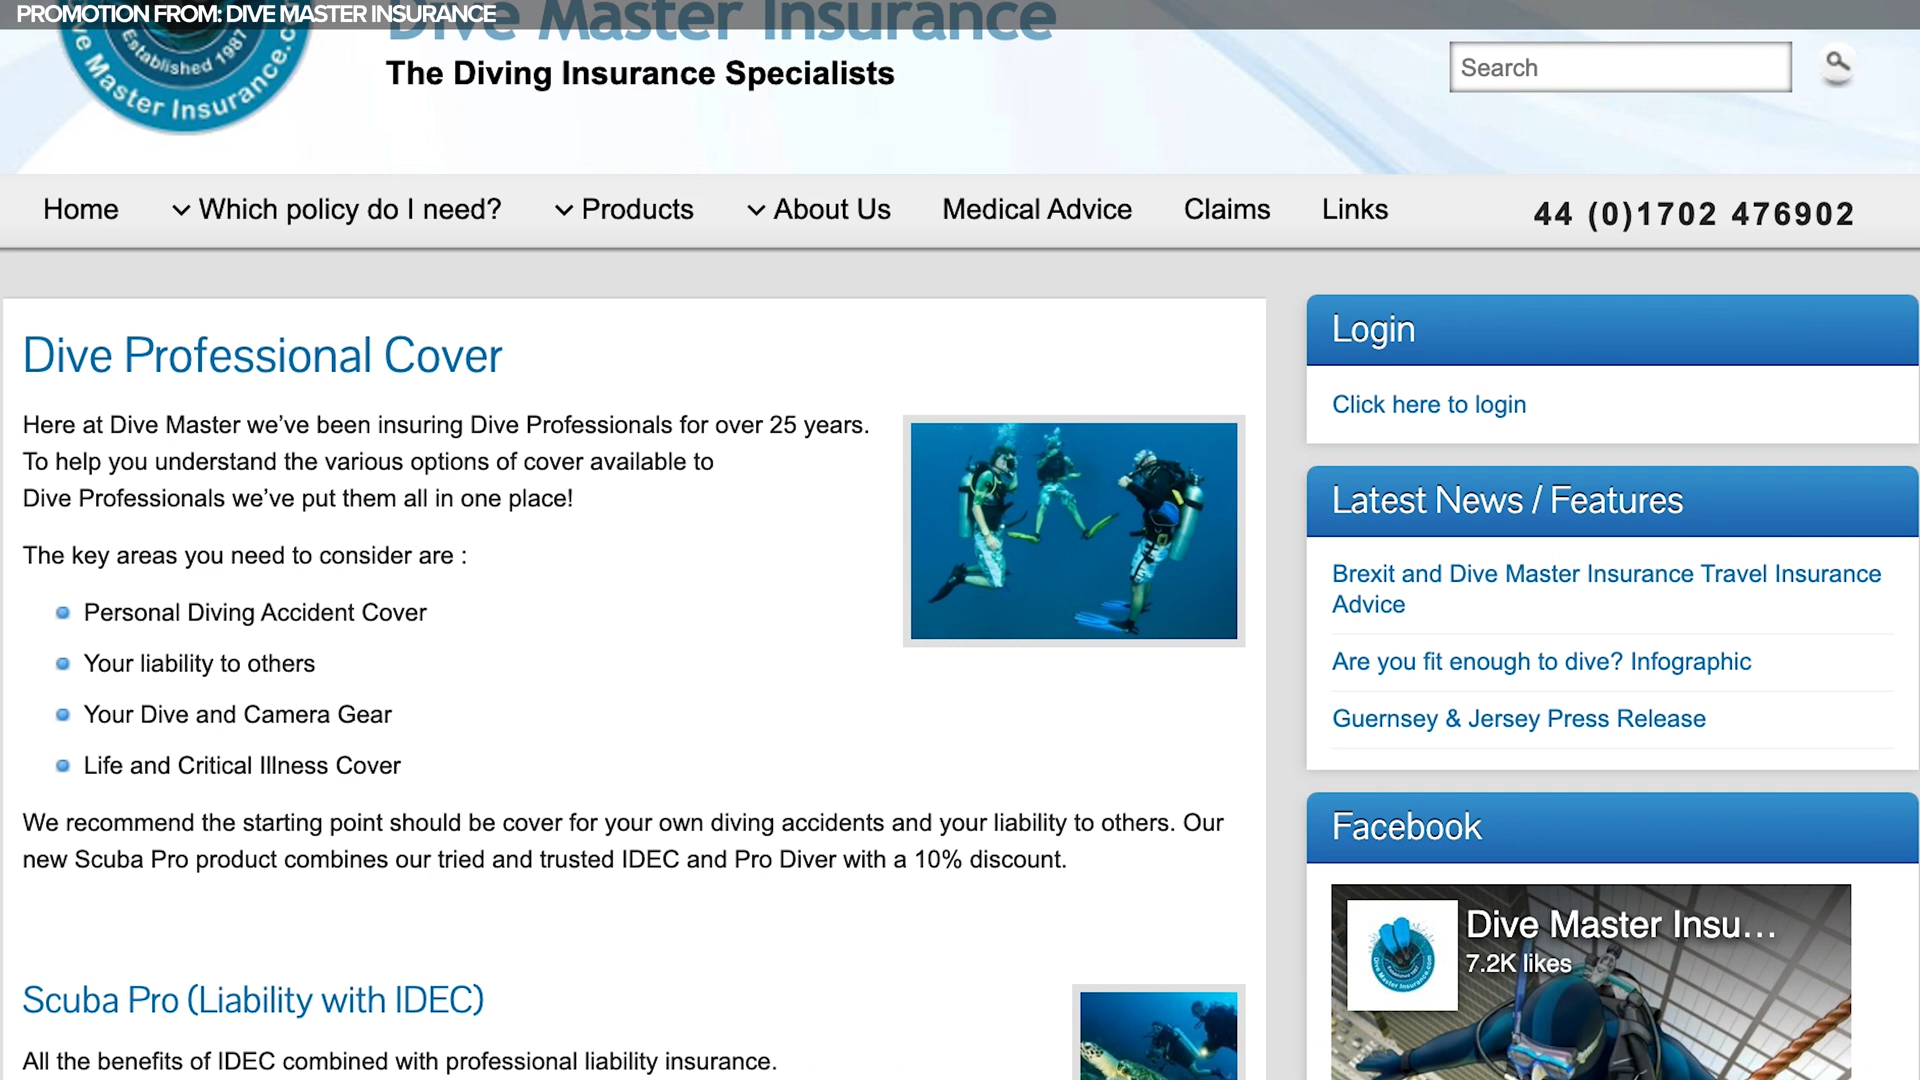 PROMOTION FROM: DIVE MASTER INSURANCE
Dive Master Insurance
The Diving Insurance Specialists
Established 1987
Master Insurance.c
Search
Home
Which policy do I need?
Products
About Us
Medical Advice
Claims
Links
44 (0)1702 476902
Dive Professional Cover
Here at Dive Master we’ve been insuring Dive Professionals for over 25 years.
To help you understand the various options of cover available to
Dive Professionals we’ve put them all in one place!
The key areas you need to consider are :
Personal Diving Accident Cover
Your liability to others
Your Dive and Camera Gear
Life and Critical Illness Cover
We recommend the starting point should be cover for your own diving accidents and your liability to others. Our
new Scuba Pro product combines our tried and trusted IDEC and Pro Diver with a 10% discount.
Scuba Pro (Liability with IDEC)
All the benefits of IDEC combined with professional liability insurance.
Login
Click here to login
Latest News / Features
Brexit and Dive Master Insurance Travel Insurance
Advice
Are you fit enough to dive? Infographic
Guernsey & Jersey Press Release
Facebook
Dive Master Insu...
7.2K likes
Dive Master Insurance.com